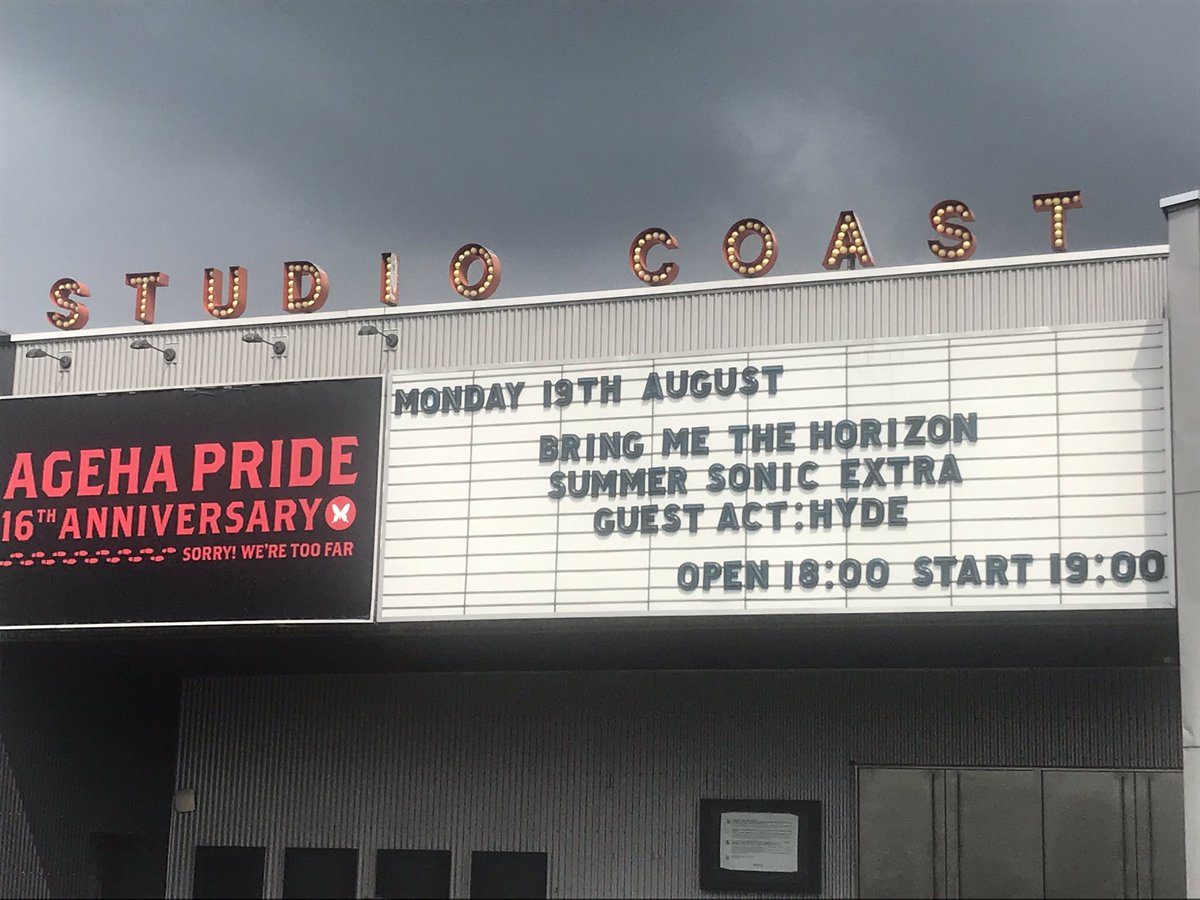 STUDIO COAST
AGEHA PRIDE
16TH ANNIVERSARY
SORRY! WE'RE TOO FAR
MONDAY 19TH AUGUST
BRING ME THE HORIZON
SUMMER SONIC EXTRA
GUEST ACT:HYDE
OPEN 18:00 START 19:00